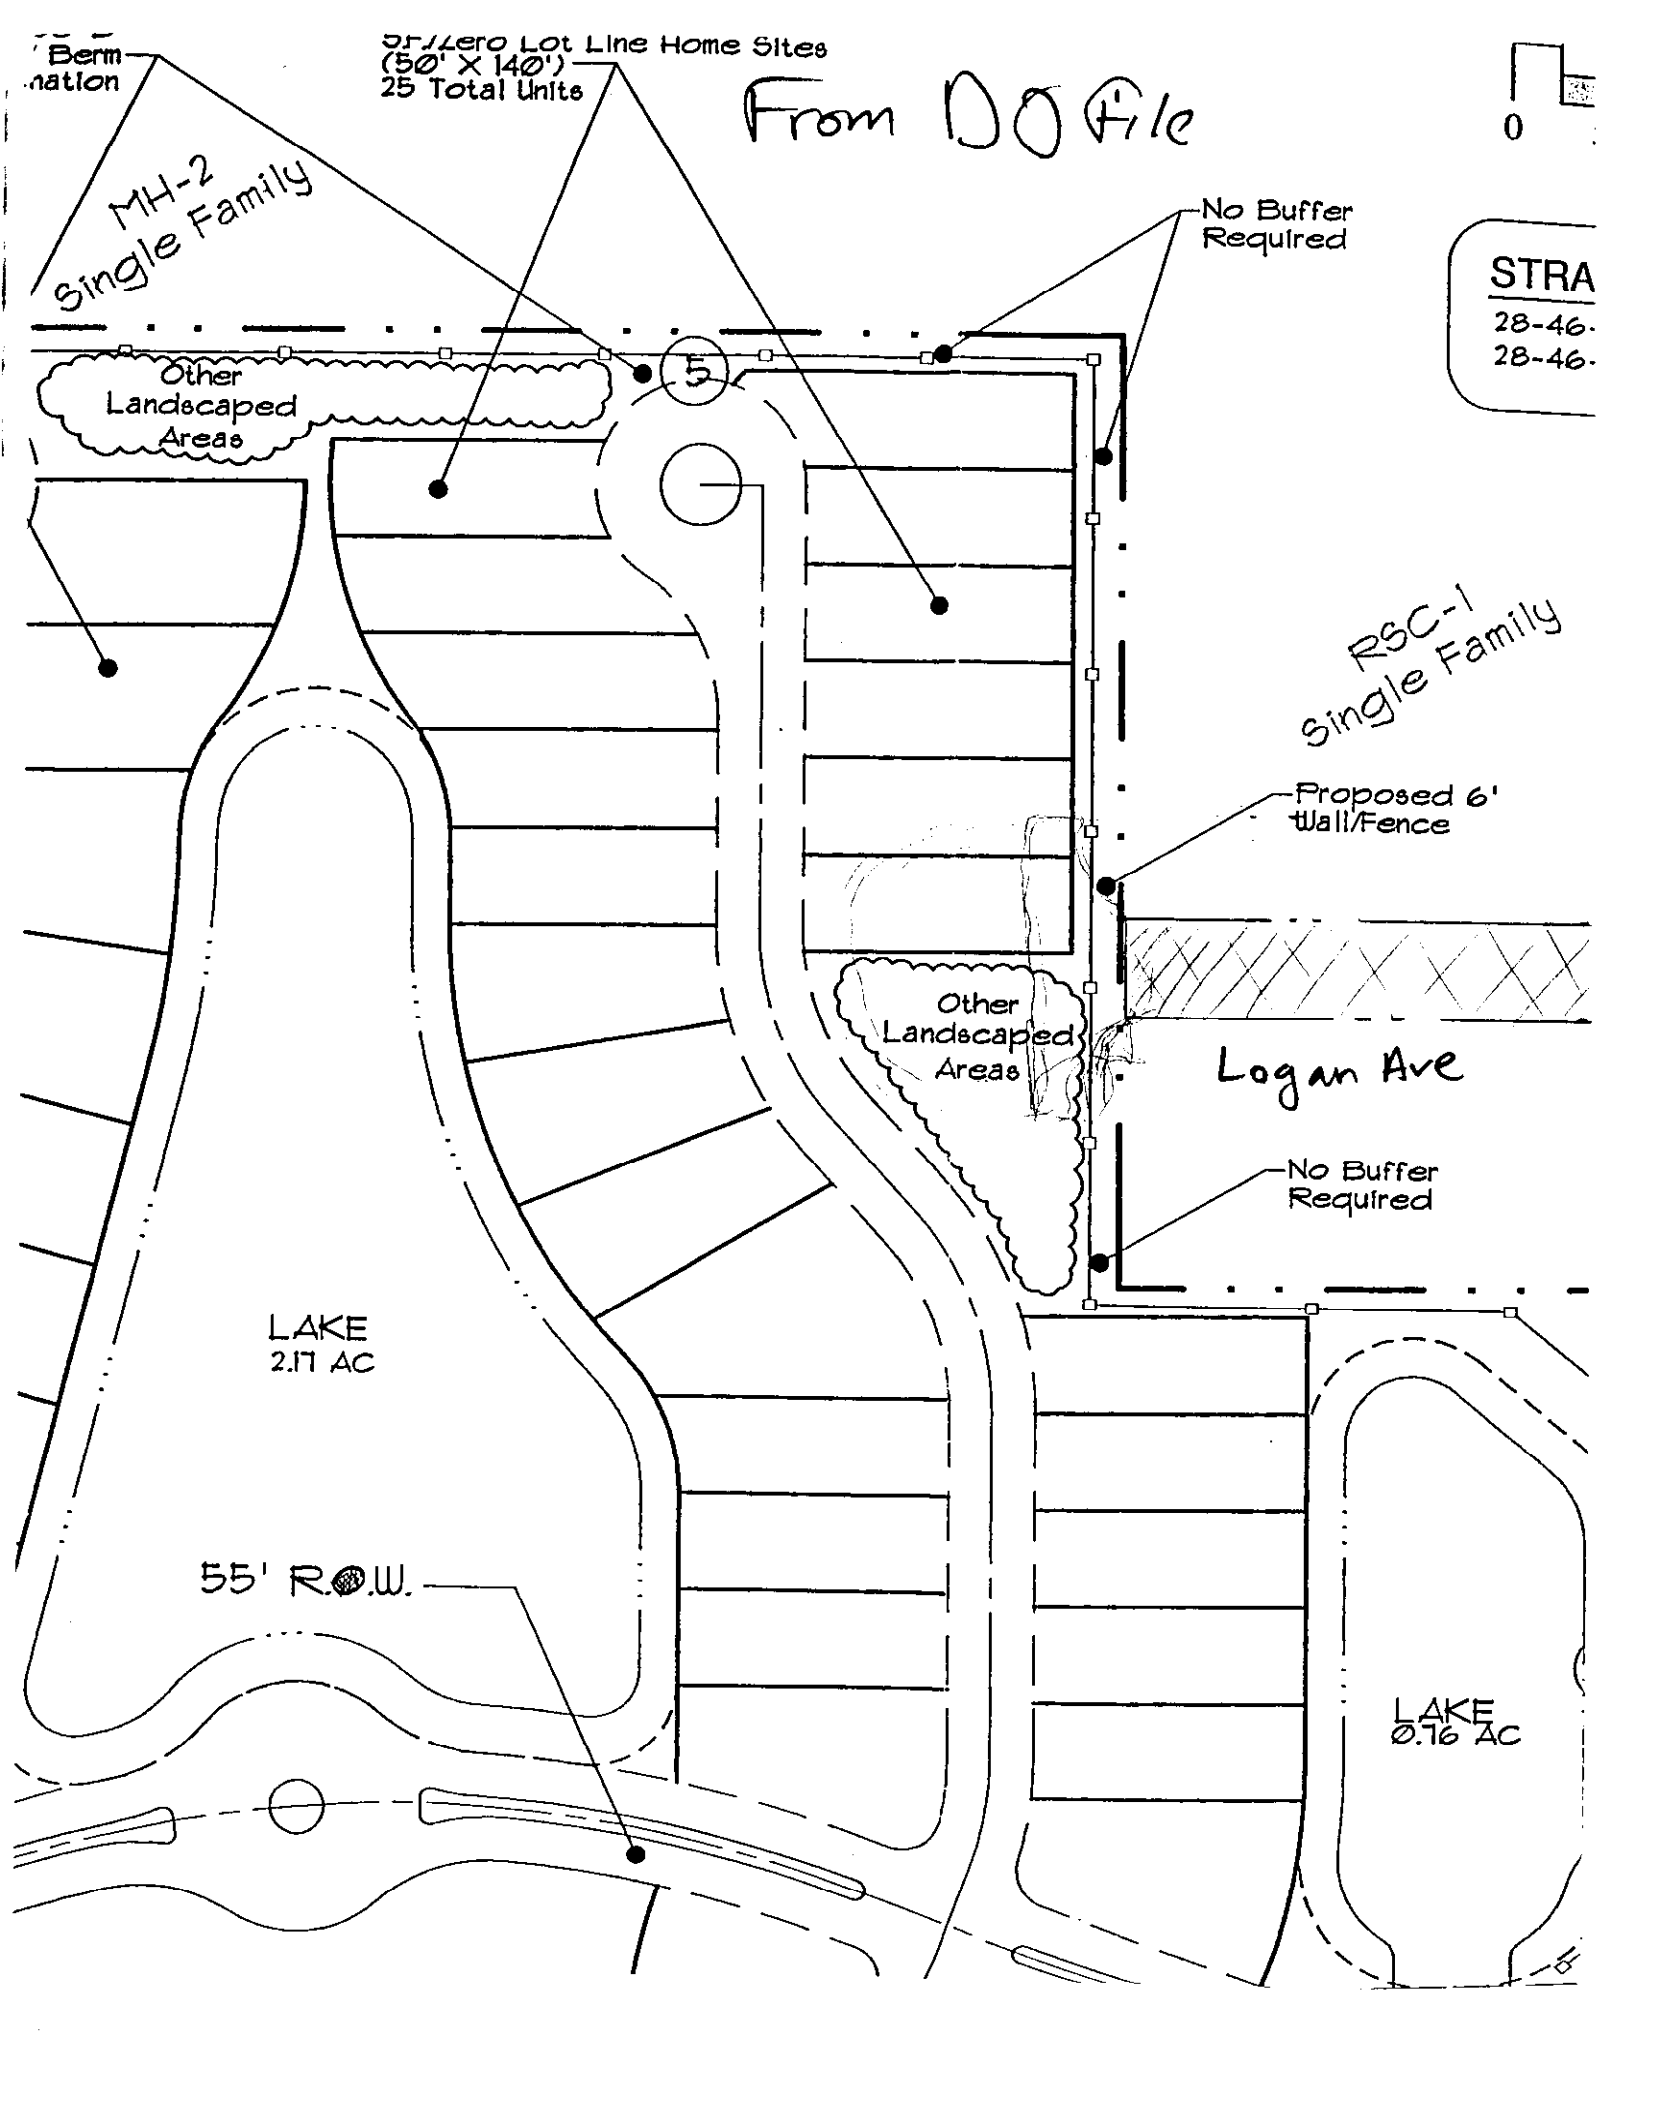 Berm
mation
SF/Zero Lot Line Home Sites
(50' X 140')
25 Total Units
From DO File
0
MH-2
Single Family
No Buffer
Required
STRA
28-46-
28-46-
5
Other
Landscaped
Areas
RSC-1
Single Family
Proposed 6'
Wall/Fence
Other
Landscaped
Areas
Logan Ave
No Buffer
Required
LAKE
2.17 AC
55' R.O.W.
LAKE
0.76 AC